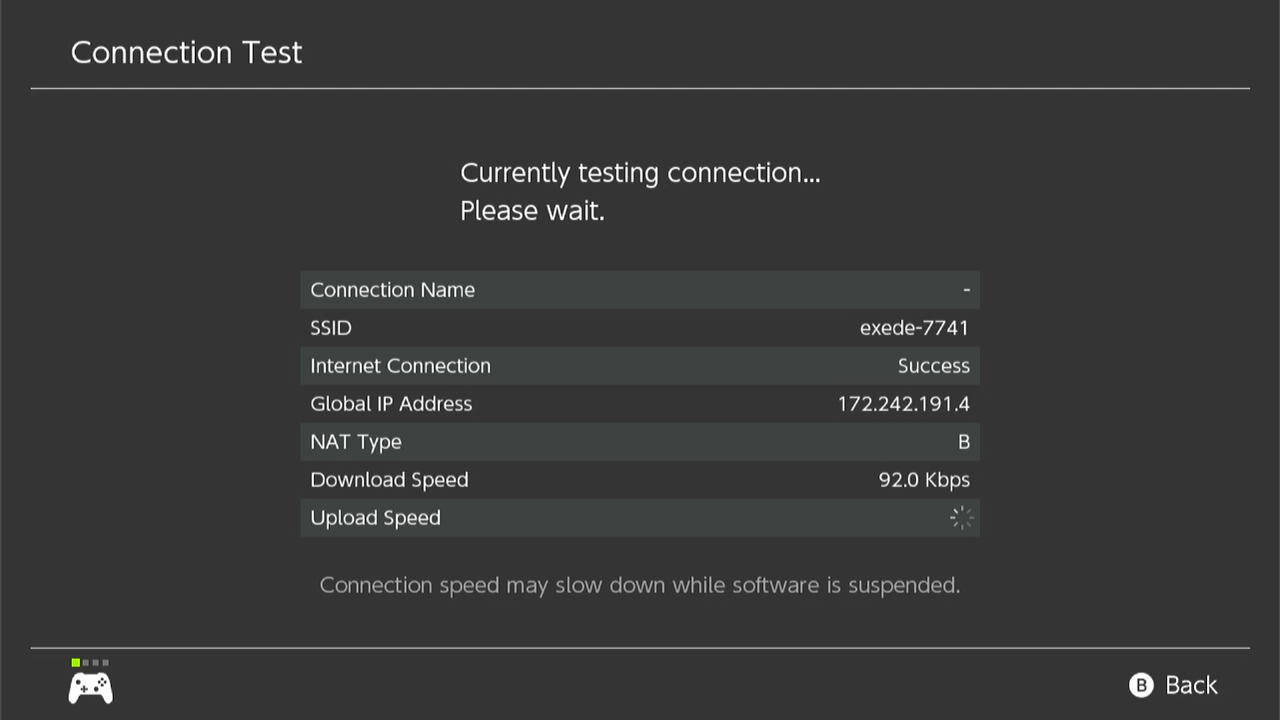 Connection Test
Currently testing connection...
Please wait.
Connection Name -
SSID exede-7741
Internet Connection Success
Global IP Address 172.242.191.4
NAT Type B
Download Speed 92.0 Kbps
Upload Speed
Connection speed may slow down while software is suspended.
B Back